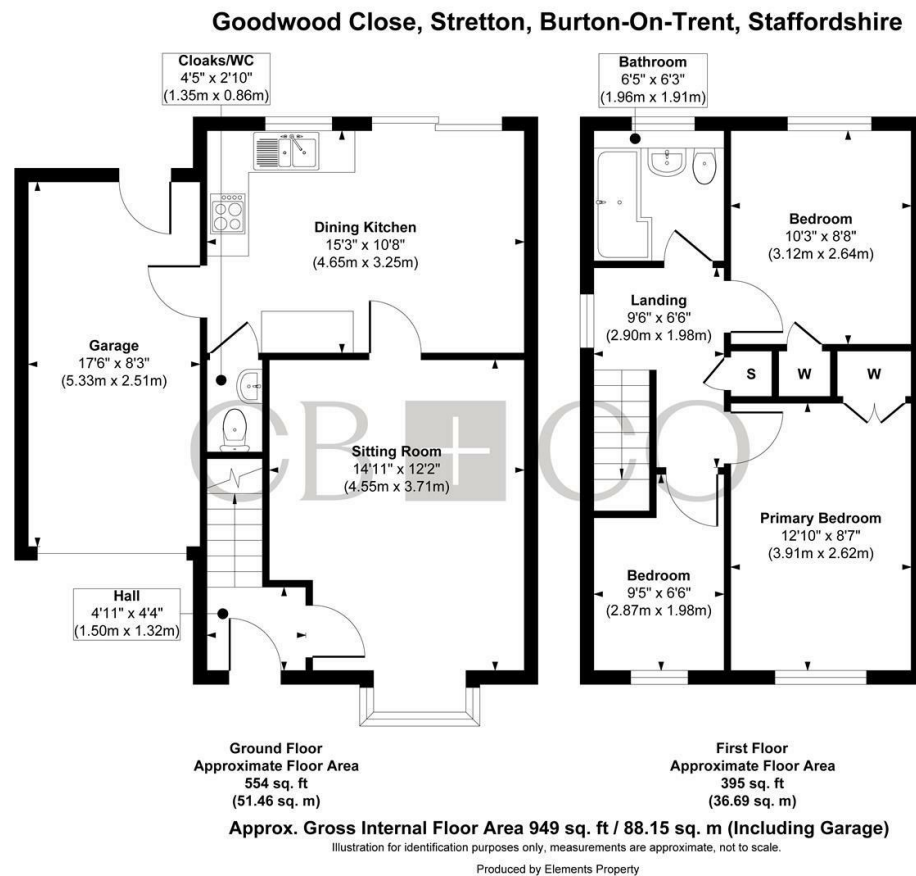 Goodwood Close, Stretton, Burton-On-Trent, Staffordshire
Cloaks/WC
4'5" x 2'10"
(1.35m x 0.86m)
Dining Kitchen
15'3" x 10'8"
(4.65m x 3.25m)
Garage
17'6" x 8'3"
(5.33m x 2.51m)
Sitting Room
14'11" x 12'2"
(4.55m x 3.71m)
Hall
4'11" x 4'4"
(1.50m x 1.32m)
Bathroom
6'5" x 6'3"
(1.96m x 1.91m)
Bedroom
10'3" x 8'8"
(3.12m x 2.64m)
Landing
9'6" x 6'6"
(2.90m x 1.98m)
S
W
W
Primary Bedroom
12'10" x 8'7"
(3.91m x 2.62m)
Bedroom
9'5" x 6'6"
(2.87m x 1.98m)
CB + CO
Ground Floor
Approximate Floor Area
554 sq. ft
(51.46 sq. m)
First Floor
Approximate Floor Area
395 sq. ft
(36.69 sq. m)
Approx. Gross Internal Floor Area 949 sq. ft / 88.15 sq. m (Including Garage)
Illustration for identification purposes only, measurements are approximate, not to scale.
Produced by Elements Property